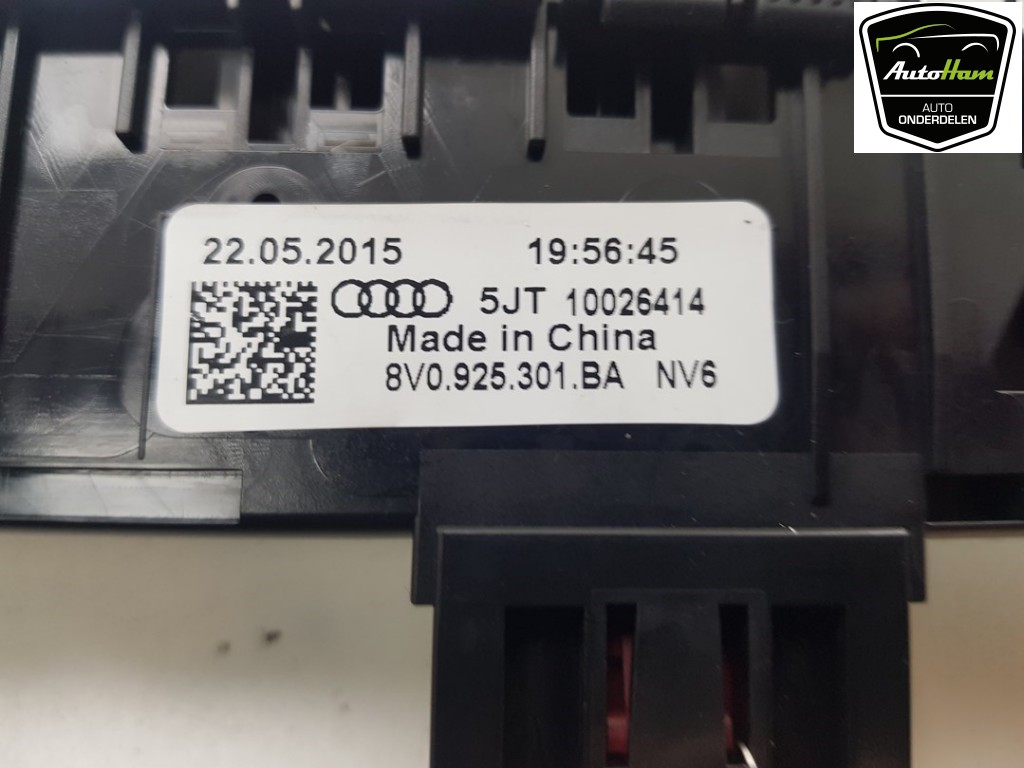 AutoHam
AUTO
ONDERDELEN
22.05.2015 19:56:45
5JT 10026414
Made in China
8V0.925.301.BA NV6